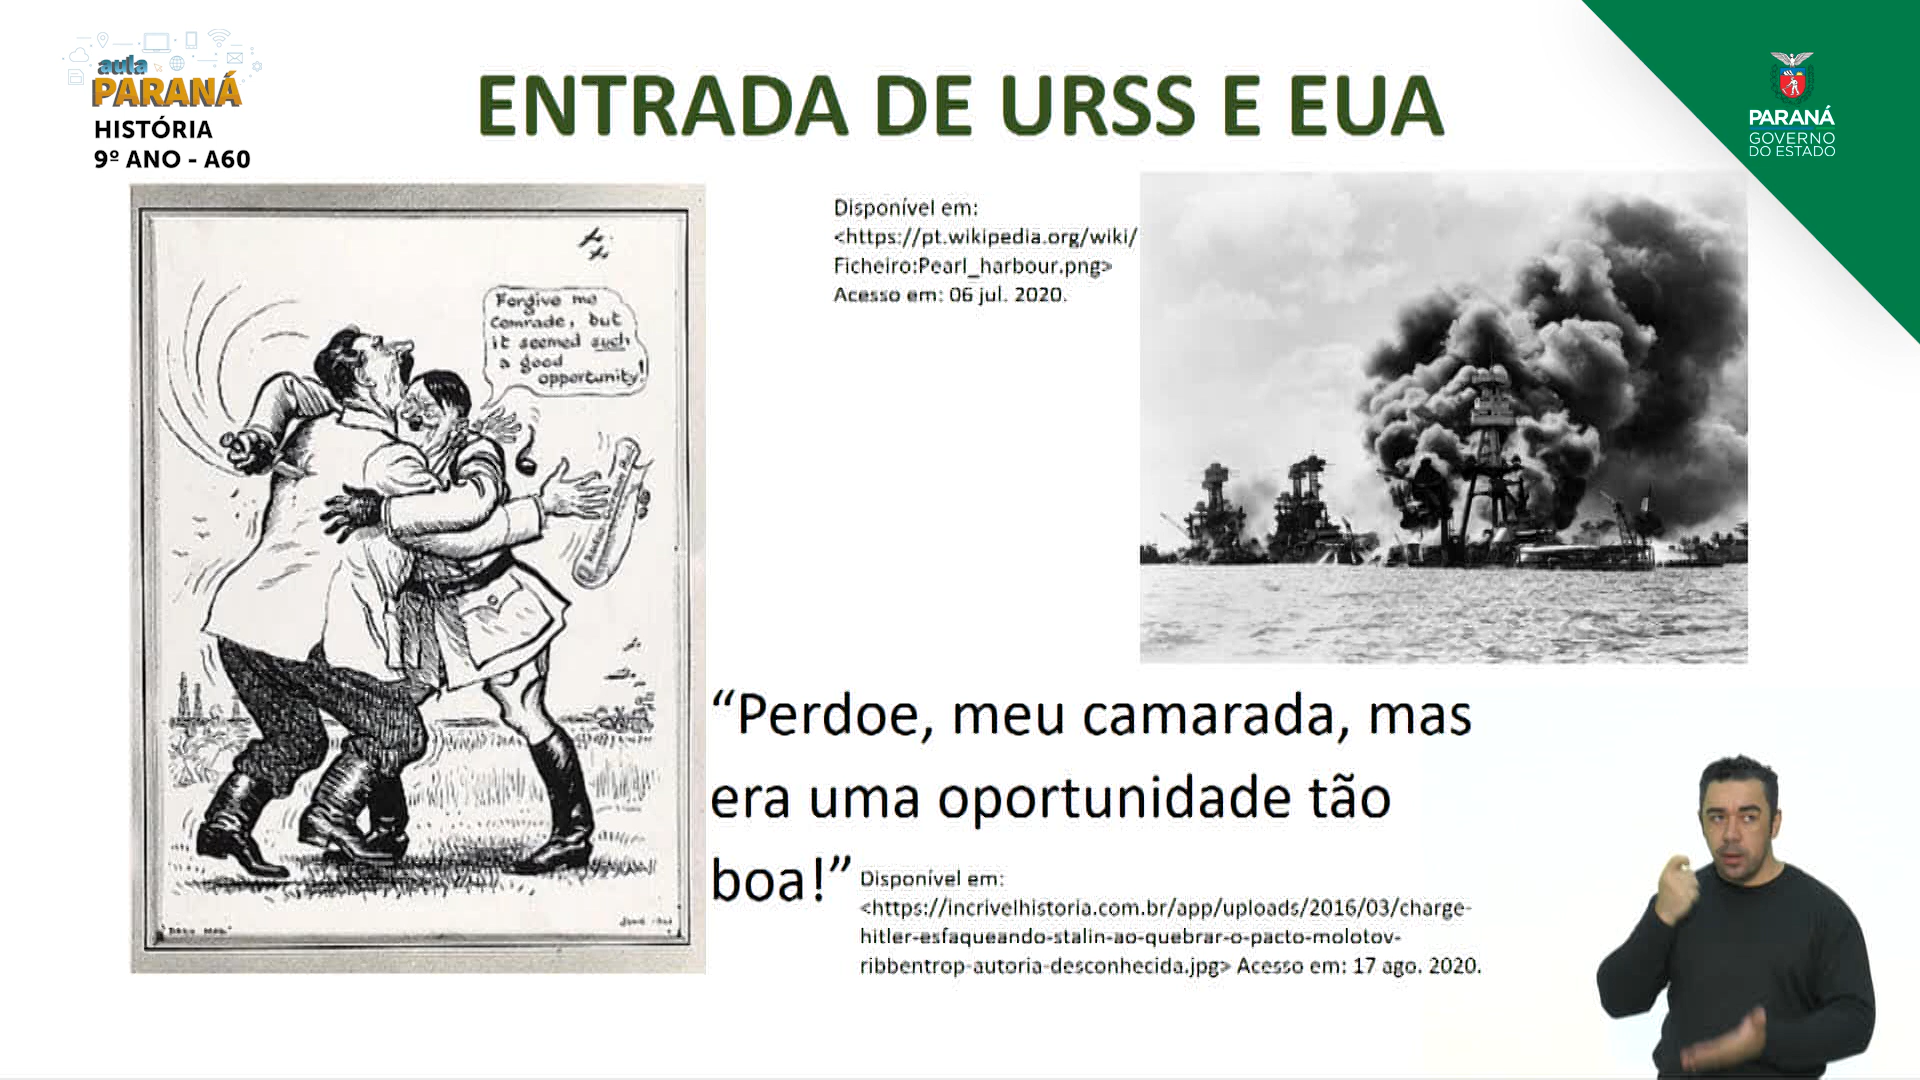 aula
PARANÁ
HISTÓRIA
9º ANO - A60
ENTRADA DE URSS E EUA
PARANÁ
GOVERNO
DO ESTADO
Disponível em:
<https://pt.wikipedia.org/wiki/
Ficheiro:Pearl_harbour.png>
Acesso em: 06 jul. 2020.
Forgive me
comrade, but
it seemed such
a good
opportunity!
“Perdoe, meu camarada, mas
era uma oportunidade tão
boa!”
Disponível em:
<https://incrivelhistoria.com.br/app/uploads/2016/03/charge-
hitler-esfaqueando-stalin-ao-quebrar-o-pacto-molotov-
ribbentrop-autoria-desconhecida.jpg> Acesso em: 17 ago. 2020.